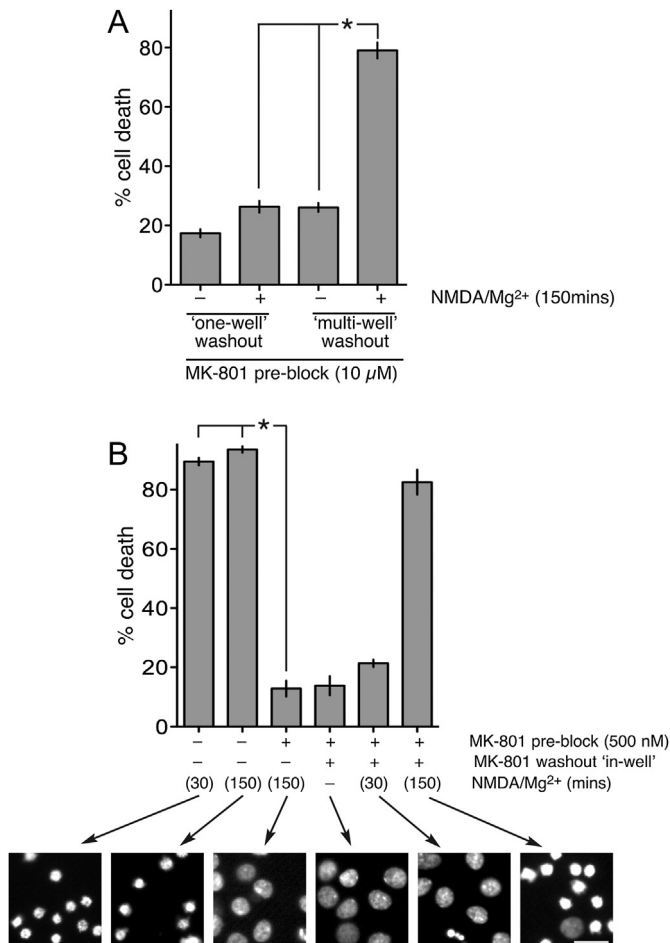 A
*
80
60
40
20
0
% cell death
– + – + NMDA/Mg²⁺ (150mins)
'one-well' 'multi-well'
washout washout
MK-801 pre-block (10 µM)
B
*
80
60
40
20
0
% cell death
– – + + + + MK-801 pre-block (500 nM)
– – – + + + MK-801 washout 'in-well'
(30) (150) (150) – (30) (150) NMDA/Mg²⁺ (mins)